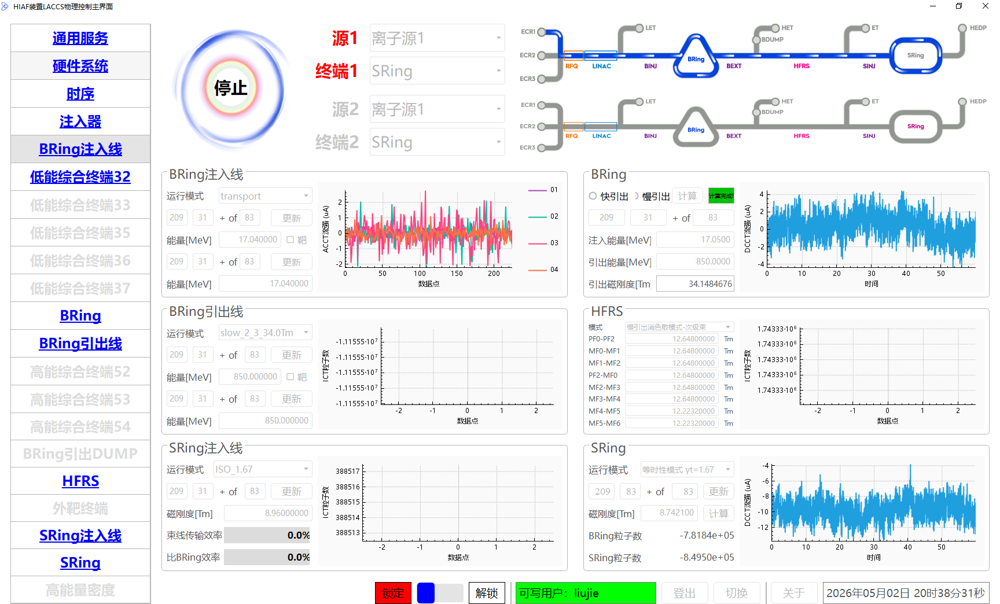 HIAF装置LACCS物理控制主界面
通用服务
硬件系统
时序
注入器
BRing注入线
低能综合终端32
低能综合终端33
低能综合终端35
低能综合终端36
低能综合终端37
BRing
BRing引出线
高能综合终端52
高能综合终端53
高能综合终端54
BRing引出DUMP
HFRS
外靶终端
SRing注入线
SRing
高能量密度
停止
源1 离子源1
终端1 SRing
源2 离子源1
终端2 SRing
ECR1 LET HET ET HEDP
BDUMP
ECR2 BRing SRing
RFQ LINAC BINJ BEXT HFRS SINJ
ECR3
ECR1 LET HET ET HEDP
BDUMP
ECR2 BRing SRing
RFQ LINAC BINJ BEXT HFRS SINJ
ECR3
BRing注入线
运行模式 transport
209 31 + of 83 更新
能量[MeV] 17.040000 靶
209 31 + of 83 更新
能量[MeV] 17.040000
ACCT流强 (uA)
2
1
0
-1
-2
0 50 100 150 200
数据点
01
02
03
04
BRing
快引出 慢引出 计算 计算完成!
209 31 + of 83
注入能量[MeV] 17.0500
引出能量[MeV] 850.0000
引出磁刚度[Tm] 34.1484676
DCCT流强 (uA)
4
2
0
-2
-4
0 10 20 30 40 50
时间
BRing引出线
运行模式 slow_2_3_34.0Tm
209 31 + of 83 更新
能量[MeV] 850.000000 靶
209 31 + of 83 更新
能量[MeV] 850.000000
ICT粒子数
-1.11555·10⁷
-1.11555·10⁷
-1.11555·10⁷
-1.11555·10⁷
-1.11555·10⁷
-2 -1 0 1 2
数据点
HFRS
模式 慢引出消色散模式-次级束
PF0-PF2 12.64800000 Tm
MF0-MF1 12.64800000 Tm
MF1-MF2 12.64800000 Tm
PF2-MF0 12.64800000 Tm
MF2-MF3 12.64800000 Tm
MF3-MF4 12.64800000 Tm
MF4-MF5 12.22320000 Tm
MF5-MF6 12.22320000 Tm
ICT粒子数
1.74333·10⁶
1.74333·10⁶
1.74333·10⁶
1.74333·10⁶
1.74333·10⁶
-2 -1 0 1 2
数据点
SRing注入线
运行模式 ISO_1.67
209 31 + of 83 更新
磁刚度[Tm] 8.96000000
束线传输效率 0.0%
比BRing效率 0.0%
ICT粒子数
388517
388516
388515
388514
388513
-2 -1 0 1 2
数据点
SRing
运行模式 等时性模式 γt=1.67
209 83 + of 83 更新
磁刚度[Tm] 8.742100 计算
BRing粒子数 -7.8184e+05
SRing粒子数 -8.4950e+05
DCCT流强 (uA)
-4
-6
-8
-10
-12
0 10 20 30 40 50
时间
锁定 解锁 可写用户：liujie 登出 切换 关于 2026年05月02日 20时38分31秒